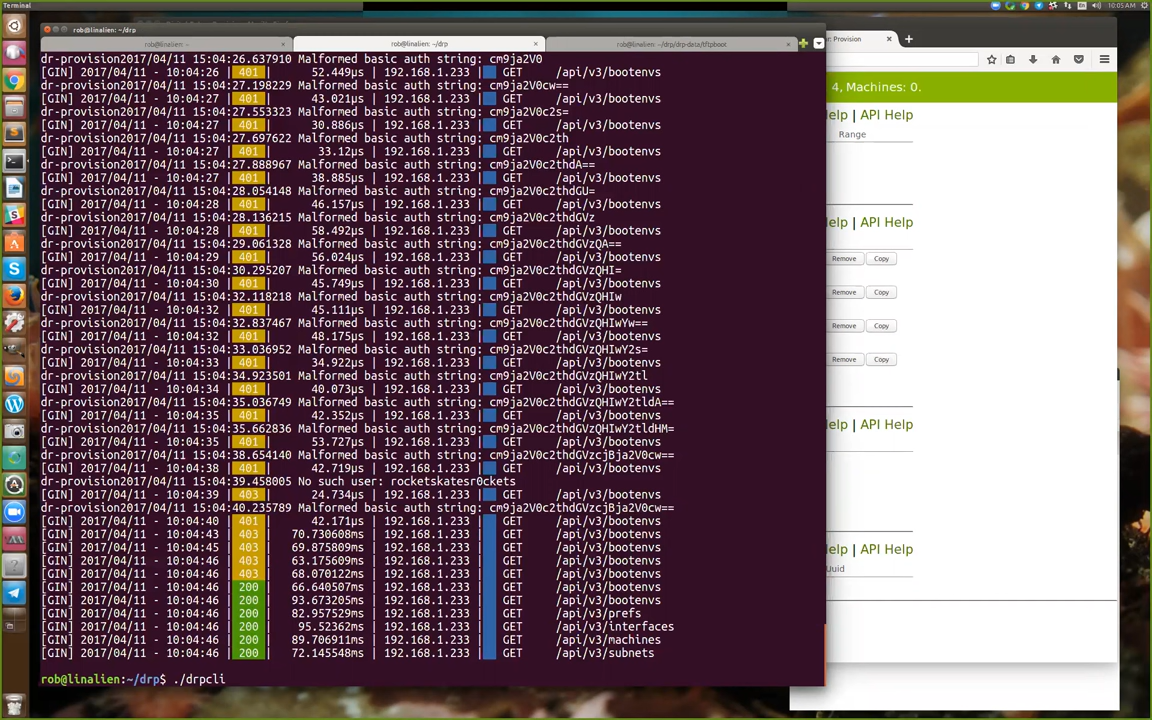 Terminal
10:05 AM
rob@linalien: ~/drp
rob@linalien: ~
rob@linalien: ~/drp
rob@linalien: ~/drp/drp-data/tftpboot
dr-provision2017/04/11 15:04:26.637910 Malformed basic auth string: cm9ja2V0
[GIN] 2017/04/11 - 10:04:26 | 401 | 52.449µs | 192.168.1.233 | GET /api/v3/bootenvs
dr-provision2017/04/11 15:04:27.198229 Malformed basic auth string: cm9ja2V0cw==
[GIN] 2017/04/11 - 10:04:27 | 401 | 43.021µs | 192.168.1.233 | GET /api/v3/bootenvs
dr-provision2017/04/11 15:04:27.553323 Malformed basic auth string: cm9ja2V0c2s=
[GIN] 2017/04/11 - 10:04:27 | 401 | 30.886µs | 192.168.1.233 | GET /api/v3/bootenvs
dr-provision2017/04/11 15:04:27.697622 Malformed basic auth string: cm9ja2V0c2th
[GIN] 2017/04/11 - 10:04:27 | 401 | 33.12µs | 192.168.1.233 | GET /api/v3/bootenvs
dr-provision2017/04/11 15:04:27.888967 Malformed basic auth string: cm9ja2V0c2thdA==
[GIN] 2017/04/11 - 10:04:27 | 401 | 38.885µs | 192.168.1.233 | GET /api/v3/bootenvs
dr-provision2017/04/11 15:04:28.054148 Malformed basic auth string: cm9ja2V0c2thdGU=
[GIN] 2017/04/11 - 10:04:28 | 401 | 46.157µs | 192.168.1.233 | GET /api/v3/bootenvs
dr-provision2017/04/11 15:04:28.136215 Malformed basic auth string: cm9ja2V0c2thdGVz
[GIN] 2017/04/11 - 10:04:28 | 401 | 58.492µs | 192.168.1.233 | GET /api/v3/bootenvs
dr-provision2017/04/11 15:04:29.061328 Malformed basic auth string: cm9ja2V0c2thdGVzQA==
[GIN] 2017/04/11 - 10:04:29 | 401 | 56.024µs | 192.168.1.233 | GET /api/v3/bootenvs
dr-provision2017/04/11 15:04:30.295207 Malformed basic auth string: cm9ja2V0c2thdGVzQHI=
[GIN] 2017/04/11 - 10:04:30 | 401 | 45.749µs | 192.168.1.233 | GET /api/v3/bootenvs
dr-provision2017/04/11 15:04:32.118218 Malformed basic auth string: cm9ja2V0c2thdGVzQHIw
[GIN] 2017/04/11 - 10:04:32 | 401 | 45.111µs | 192.168.1.233 | GET /api/v3/bootenvs
dr-provision2017/04/11 15:04:32.837467 Malformed basic auth string: cm9ja2V0c2thdGVzQHIwYw==
[GIN] 2017/04/11 - 10:04:32 | 401 | 48.175µs | 192.168.1.233 | GET /api/v3/bootenvs
dr-provision2017/04/11 15:04:33.036952 Malformed basic auth string: cm9ja2V0c2thdGVzQHIwY2s=
[GIN] 2017/04/11 - 10:04:33 | 401 | 34.922µs | 192.168.1.233 | GET /api/v3/bootenvs
dr-provision2017/04/11 15:04:34.923501 Malformed basic auth string: cm9ja2V0c2thdGVzQHIwY2tl
[GIN] 2017/04/11 - 10:04:34 | 401 | 40.073µs | 192.168.1.233 | GET /api/v3/bootenvs
dr-provision2017/04/11 15:04:35.036749 Malformed basic auth string: cm9ja2V0c2thdGVzQHIwY2tldA==
[GIN] 2017/04/11 - 10:04:35 | 401 | 42.352µs | 192.168.1.233 | GET /api/v3/bootenvs
dr-provision2017/04/11 15:04:35.662836 Malformed basic auth string: cm9ja2V0c2thdGVzQHIwY2tldHM=
[GIN] 2017/04/11 - 10:04:35 | 401 | 53.727µs | 192.168.1.233 | GET /api/v3/bootenvs
dr-provision2017/04/11 15:04:38.654140 Malformed basic auth string: cm9ja2V0c2thdGVzcjBja2V0cw==
[GIN] 2017/04/11 - 10:04:38 | 401 | 42.719µs | 192.168.1.233 | GET /api/v3/bootenvs
dr-provision2017/04/11 15:04:39.458005 No such user: rocketskatesr0ckets
[GIN] 2017/04/11 - 10:04:39 | 403 | 24.734µs | 192.168.1.233 | GET /api/v3/bootenvs
dr-provision2017/04/11 15:04:40.235789 Malformed basic auth string: cm9ja2V0c2thdGVzcjBja2V0cw==
[GIN] 2017/04/11 - 10:04:40 | 401 | 42.171µs | 192.168.1.233 | GET /api/v3/bootenvs
[GIN] 2017/04/11 - 10:04:43 | 403 | 70.730608ms | 192.168.1.233 | GET /api/v3/bootenvs
[GIN] 2017/04/11 - 10:04:46 | 403 | 69.875809ms | 192.168.1.233 | GET /api/v3/bootenvs
[GIN] 2017/04/11 - 10:04:46 | 403 | 63.175609ms | 192.168.1.233 | GET /api/v3/bootenvs
[GIN] 2017/04/11 - 10:04:46 | 403 | 68.070122ms | 192.168.1.233 | GET /api/v3/bootenvs
[GIN] 2017/04/11 - 10:04:46 | 200 | 66.640507ms | 192.168.1.233 | GET /api/v3/bootenvs
[GIN] 2017/04/11 - 10:04:46 | 200 | 93.673205ms | 192.168.1.233 | GET /api/v3/bootenvs
[GIN] 2017/04/11 - 10:04:46 | 200 | 82.957529ms | 192.168.1.233 | GET /api/v3/prefs
[GIN] 2017/04/11 - 10:04:46 | 200 | 95.52362ms | 192.168.1.233 | GET /api/v3/interfaces
[GIN] 2017/04/11 - 10:04:46 | 200 | 89.706911ms | 192.168.1.233 | GET /api/v3/machines
[GIN] 2017/04/11 - 10:04:46 | 200 | 72.145548ms | 192.168.1.233 | GET /api/v3/subnets
rob@linalien:~/drp$ ./drpcli
ar: Provision
4, Machines: 0.
elp | API Help
Range
elp | API Help
Remove Copy
Remove Copy
Remove Copy
Remove Copy
elp | API Help
elp | API Help
Uuid